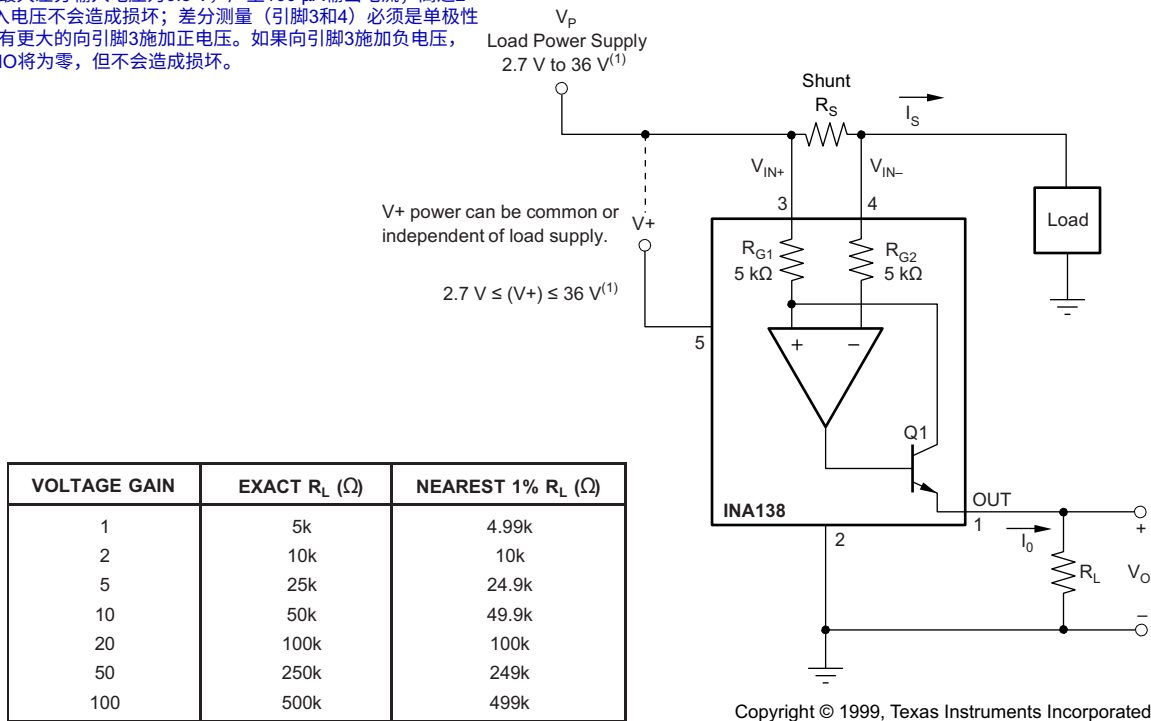 入电压不会造成损坏；差分测量（引脚3和4）必须是单极性
有更大的向引脚3施加正电压。如果向引脚3施加负电压，
IO将为零，但不会造成损坏。
V_P
Load Power Supply
2.7 V to 36 V(1)
Shunt
R_S
I_S
V_IN+
V_IN–
3
4
V+ power can be common or
independent of load supply.
V+
2.7 V ≤ (V+) ≤ 36 V(1)
R_G1
5 kΩ
R_G2
5 kΩ
Load
5
+
–
Q1
INA138
OUT
1
2
I_0
+
R_L
V_O
–
VOLTAGE GAIN EXACT R_L (Ω) NEAREST 1% R_L (Ω)
1 5k 4.99k
2 10k 10k
5 25k 24.9k
10 50k 49.9k
20 100k 100k
50 250k 249k
100 500k 499k
Copyright © 1999, Texas Instruments Incorporated